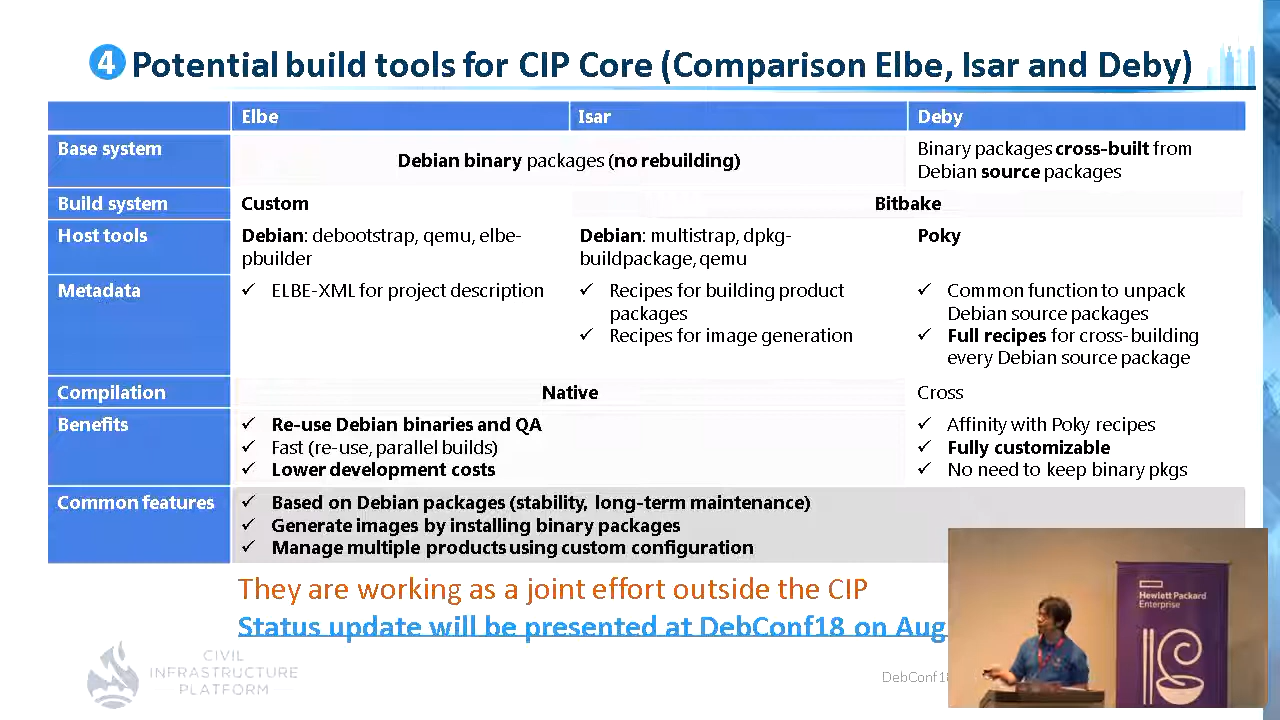 4 Potential build tools for CIP Core (Comparison Elbe, Isar and Deby)
Elbe Isar Deby
Base system
Debian binary packages (no rebuilding)
Binary packages cross-built from
Debian source packages
Build system Custom Bitbake
Host tools
Debian: debootstrap, qemu, elbe-
pbuilder
Debian: multistrap, dpkg-
buildpackage, qemu
Poky
Metadata
✓ ELBE-XML for project description
✓ Recipes for building product
packages
✓ Recipes for image generation
✓ Common function to unpack
Debian source packages
✓ Full recipes for cross-building
every Debian source package
Compilation Native Cross
Benefits
✓ Re-use Debian binaries and QA
✓ Fast (re-use, parallel builds)
✓ Lower development costs
✓ Affinity with Poky recipes
✓ Fully customizable
✓ No need to keep binary pkgs
Common features
✓ Based on Debian packages (stability, long-term maintenance)
✓ Generate images by installing binary packages
✓ Manage multiple products using custom configuration
They are working as a joint effort outside the CIP
Status update will be presented at DebConf18 on Aug
CIVIL
INFRASTRUCTURE
PLATFORM
DebConf18
Hewlett Packard
Enterprise